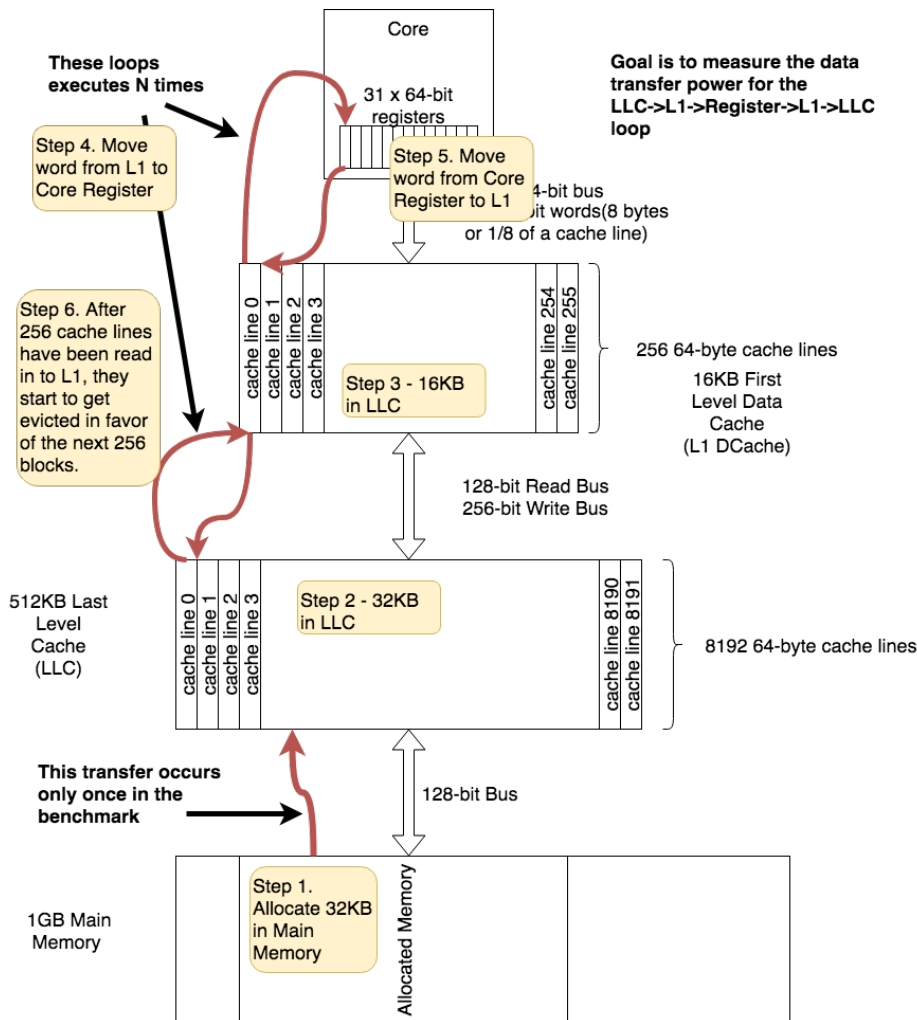 Core
These loops
executes N times
Goal is to measure the data
transfer power for the
LLC->L1->Register->L1->LLC
loop
31 x 64-bit
registers
Step 4. Move
word from L1 to
Core Register
Step 5. Move
word from Core
Register to L1
4-bit bus
bit words(8 bytes
or 1/8 of a cache line)
cache line 0
cache line 1
cache line 2
cache line 3
cache line 254
cache line 255
Step 3 - 16KB
in LLC
256 64-byte cache lines
16KB First
Level Data
Cache
(L1 DCache)
Step 6. After
256 cache lines
have been read
in to L1, they
start to get
evicted in favor
of the next 256
blocks.
128-bit Read Bus
256-bit Write Bus
512KB Last
Level
Cache
(LLC)
cache line 0
cache line 1
cache line 2
cache line 3
Step 2 - 32KB
in LLC
cache line 8190
cache line 8191
8192 64-byte cache lines
This transfer occurs
only once in the
benchmark
128-bit Bus
1GB Main
Memory
Step 1.
Allocate 32KB
in Main
Memory
Allocated Memory